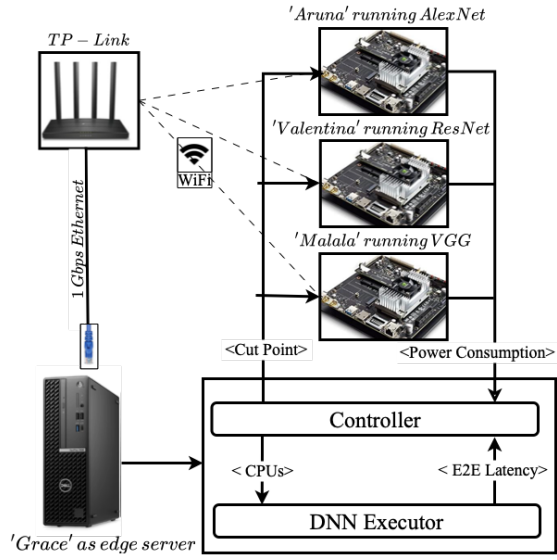 'Aruna' running AlexNet
TP – Link
'Valentina' running ResNet
WiFi
'Malala' running VGG
1 Gbps Ethernet
<Cut Point>
<Power Consumption>
Controller
< CPUs>
< E2E Latency>
DNN Executor
DELL
'Grace' as edge server